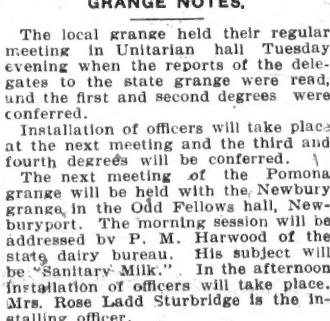 GRANGE NOTES.
The local grange held their regular
meeting in Unitarian hall Tuesday
evening when the reports of the dele-
gates to the state grange were read,
and the first and second degrees were
conferred.
Installation of officers will take place
at the next meeting and the third and
fourth degrees will be conferred.
The next meeting of the Pomona
grange will be held with the Newbury
grange in the Odd Fellows hall, New-
buryport. The morning session will be
addressed by P. M. Harwood of the
state dairy bureau. His subject will
be "Sanitary Milk." In the afternoon
installation of officers will take place.
Mrs. Rose Ladd Sturbridge is the in-
stalling officer.